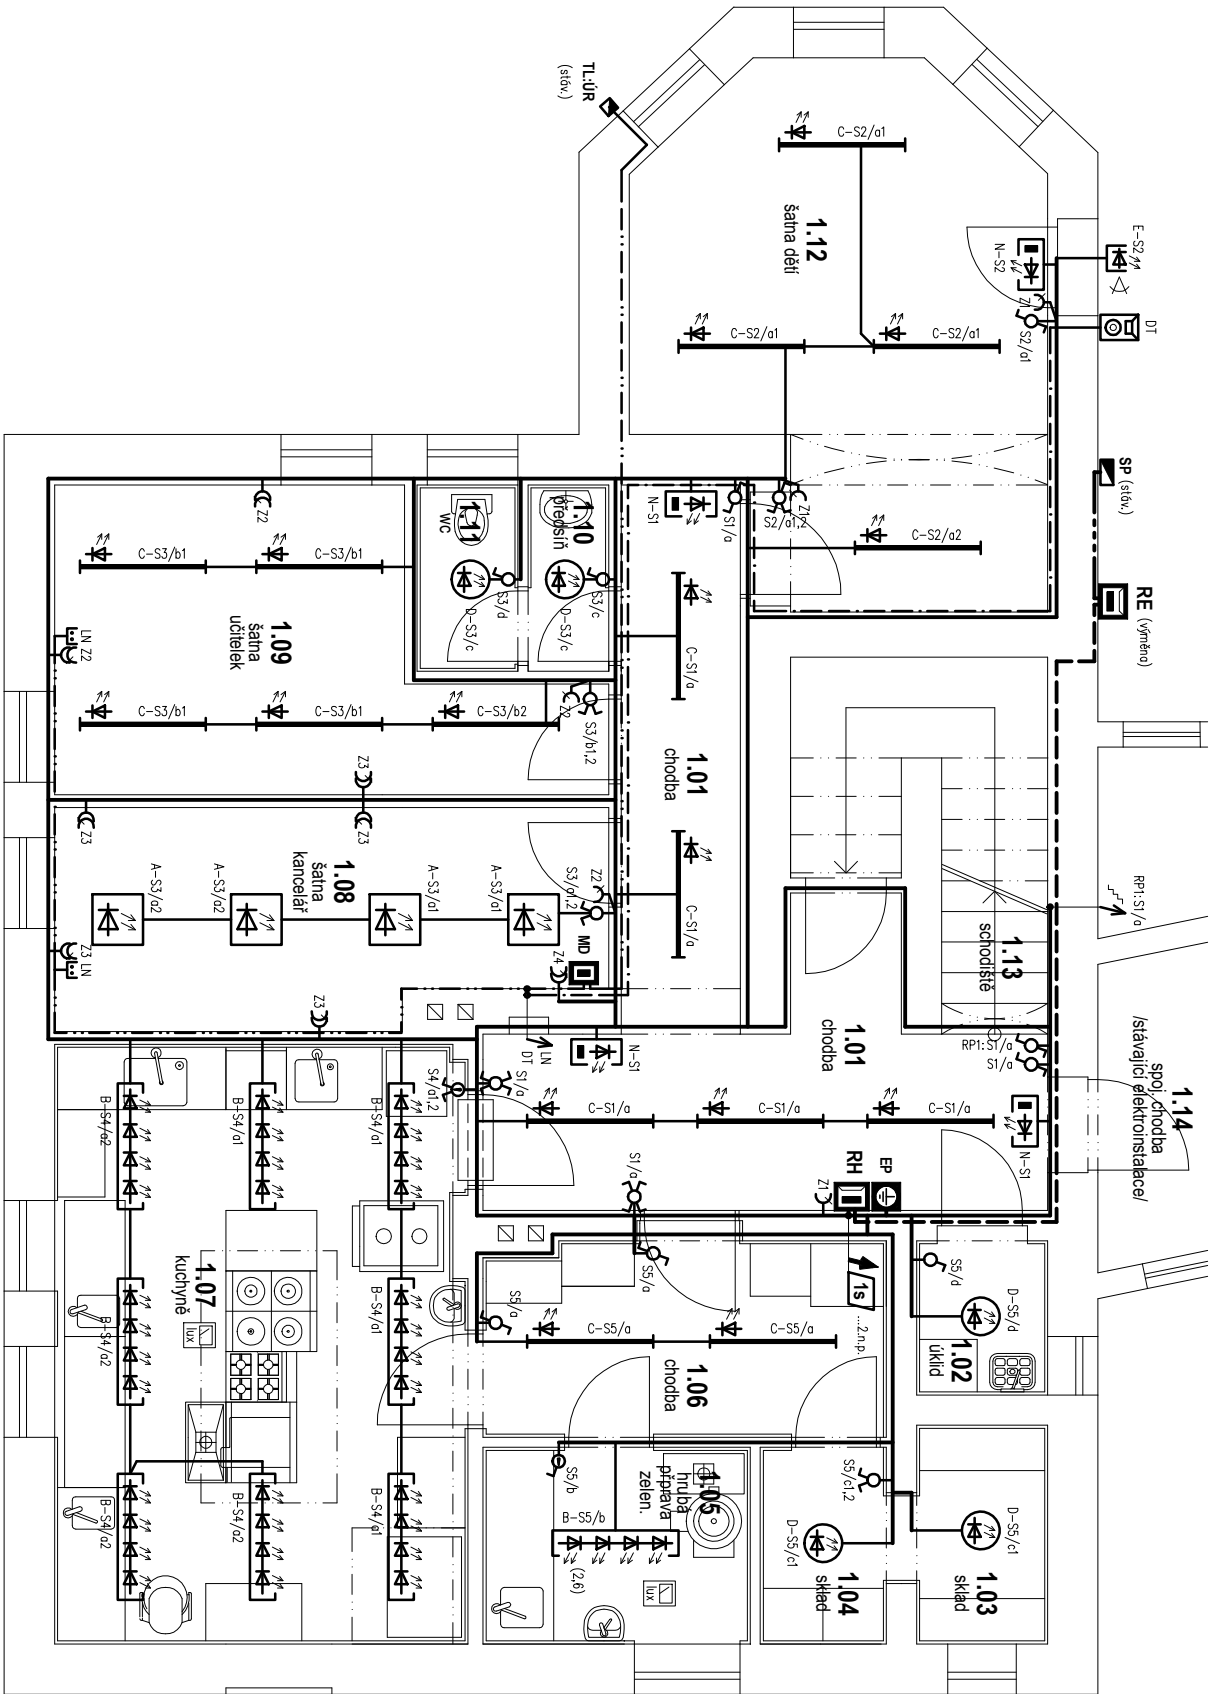 TL:ÚR
(stáv.)
C-S2/a1
1.12
šatna dětí
N-S2
E-S2
DT
Z1
S2/a1
C-S2/a1
C-S2/a1
SP (stáv.)
RE (výměna)
Z2
1.11
WC
1.10
předsíň
N-S1
S1/a
Z1
S2/a1,2
C-S2/a2
C-S3/b1
C-S3/b1
S3/d
D-S3/c
S3/c
D-S3/c
1.09
šatna
učitelek
LN Z2
C-S1/a
C-S3/b1
C-S3/b1
C-S3/b2
Z2
S3/b1,2
1.01
chodba
Z3
Z3
Z3
1.08
šatna
kancelář
A-S3/a2
A-S3/a2
A-S3/a1
A-S3/a1
S3/a1,2
Z2
C-S1/a
MD
Z4
Z3 LN
Z3
RP1:S1/a
1.13
schodiště
1.14
spoj. chodba
/stávající elektroinstalace/
1.01
chodba
RP1:S1/a
S1/a
LN
DT
N-S1
S1/a
S4/a1,2
C-S1/a
C-S1/a
C-S1/a
N-S1
B-S4/a2
B-S4/a1
B-S4/a1
S1/a
RH
EP
Z1
S5/a
S5/a
1s
...2.n.p.
S5/d
D-S5/d
1.02
úklid
1.07
kuchyně
lux
B-S4/a2
B-S4/a1
C-S5/a
C-S5/a
1.06
chodba
S5/b
1.05
hrubá
příprava
zelen.
S5/c1,2
B-S4/a2
B-S4/a2
B-S4/a1
B-S5/b
(2,6)
lux
D-S5/c1
D-S5/c1
1.04
sklad
1.03
sklad